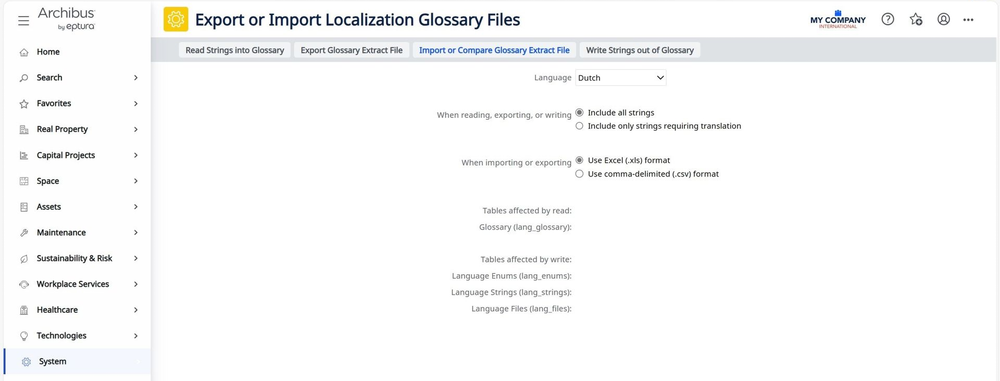 Archibus
by eptura
Export or Import Localization Glossary Files
MY COMPANY
INTERNATIONAL
Read Strings into Glossary
Export Glossary Extract File
Import or Compare Glossary Extract File
Write Strings out of Glossary
Home
Search
Favorites
Real Property
Capital Projects
Space
Assets
Maintenance
Sustainability & Risk
Workplace Services
Healthcare
Technologies
System
Language Dutch
When reading, exporting, or writing Include all strings
Include only strings requiring translation
When importing or exporting Use Excel (.xls) format
Use comma-delimited (.csv) format
Tables affected by read:
Glossary (lang_glossary):
Tables affected by write:
Language Enums (lang_enums):
Language Strings (lang_strings):
Language Files (lang_files):